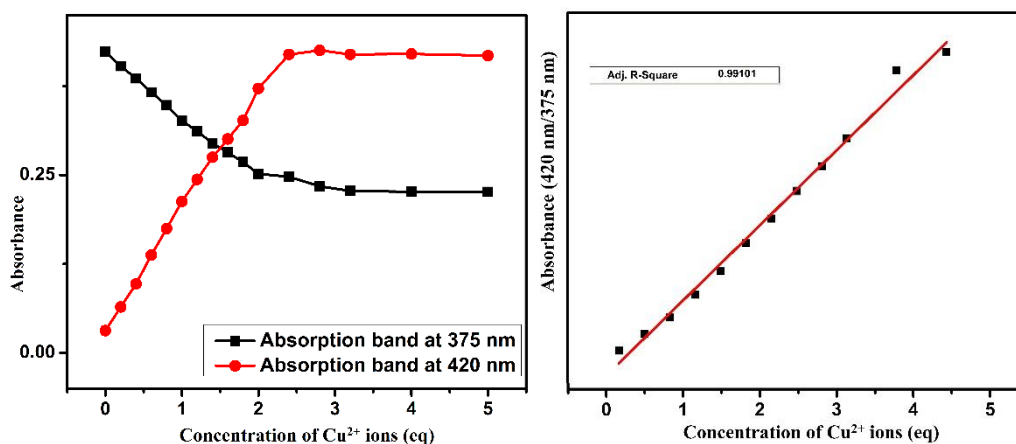 Absorbance
0.25
0.00
Absorption band at 375 nm
Absorption band at 420 nm
0 1 2 3 4 5
Concentration of Cu²⁺ ions (eq)
Absorbance (420 nm/375 nm)
Adj. R-Square 0.99101
0 1 2 3 4 5
Concentration of Cu²⁺ ions (eq)